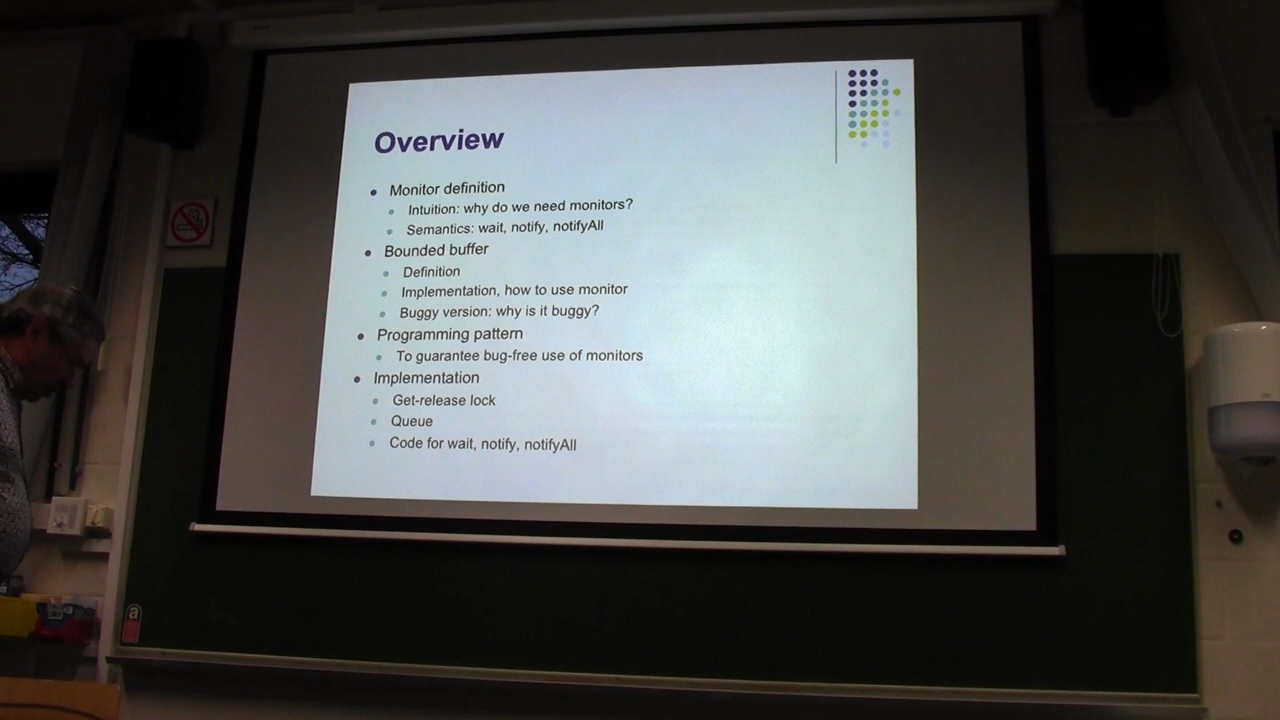 Overview
Monitor definition
Intuition: why do we need monitors?
Semantics: wait, notify, notifyAll
Bounded buffer
Definition
Implementation, how to use monitor
Buggy version: why is it buggy?
Programming pattern
To guarantee bug-free use of monitors
Implementation
Get-release lock
Queue
Code for wait, notify, notifyAll
a